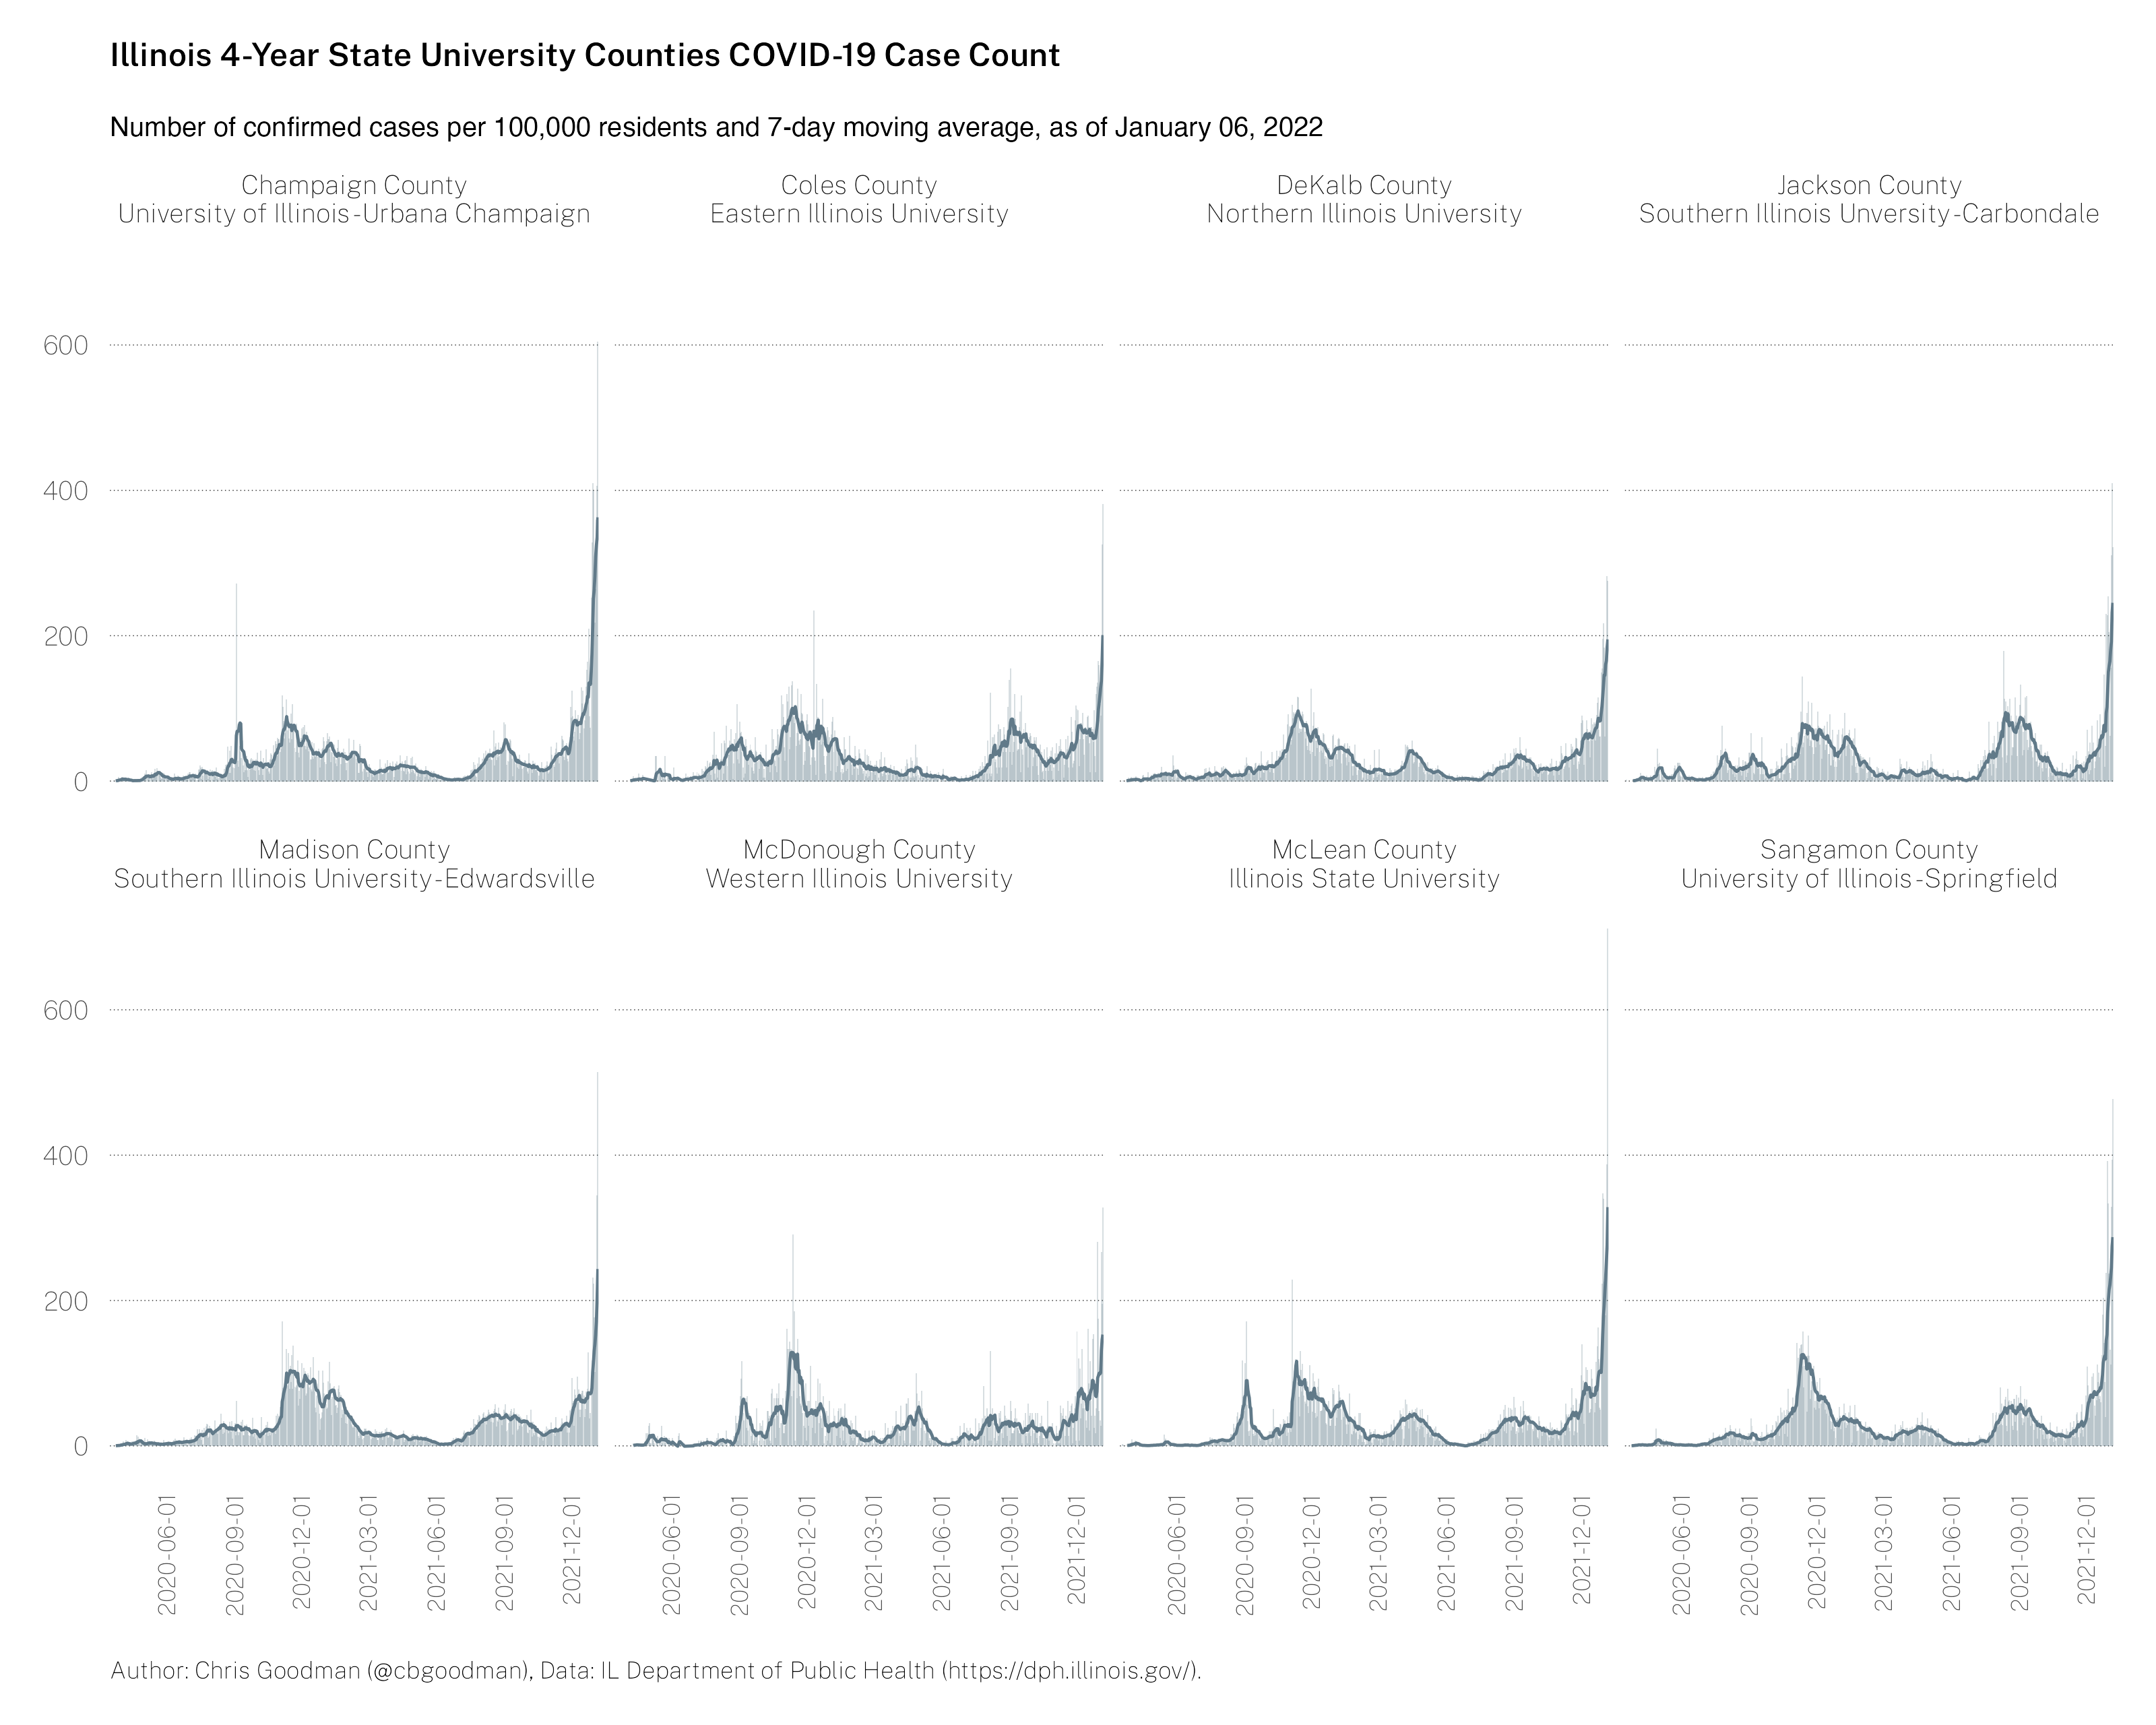 Illinois 4-Year State University Counties COVID-19 Case Count
Number of confirmed cases per 100,000 residents and 7-day moving average, as of January 06, 2022
Champaign County
University of Illinois-Urbana Champaign
Coles County
Eastern Illinois University
DeKalb County
Northern Illinois University
Jackson County
Southern Illinois Unversity-Carbondale
600
400
200
0
Madison County
Southern Illinois University-Edwardsville
McDonough County
Western Illinois University
McLean County
Illinois State University
Sangamon County
University of Illinois-Springfield
600
400
200
0
2020-06-01
2020-09-01
2020-12-01
2021-03-01
2021-06-01
2021-09-01
2021-12-01
2020-06-01
2020-09-01
2020-12-01
2021-03-01
2021-06-01
2021-09-01
2021-12-01
2020-06-01
2020-09-01
2020-12-01
2021-03-01
2021-06-01
2021-09-01
2021-12-01
2020-06-01
2020-09-01
2020-12-01
2021-03-01
2021-06-01
2021-09-01
2021-12-01
Author: Chris Goodman (@cbgoodman), Data: IL Department of Public Health (https://dph.illinois.gov/).